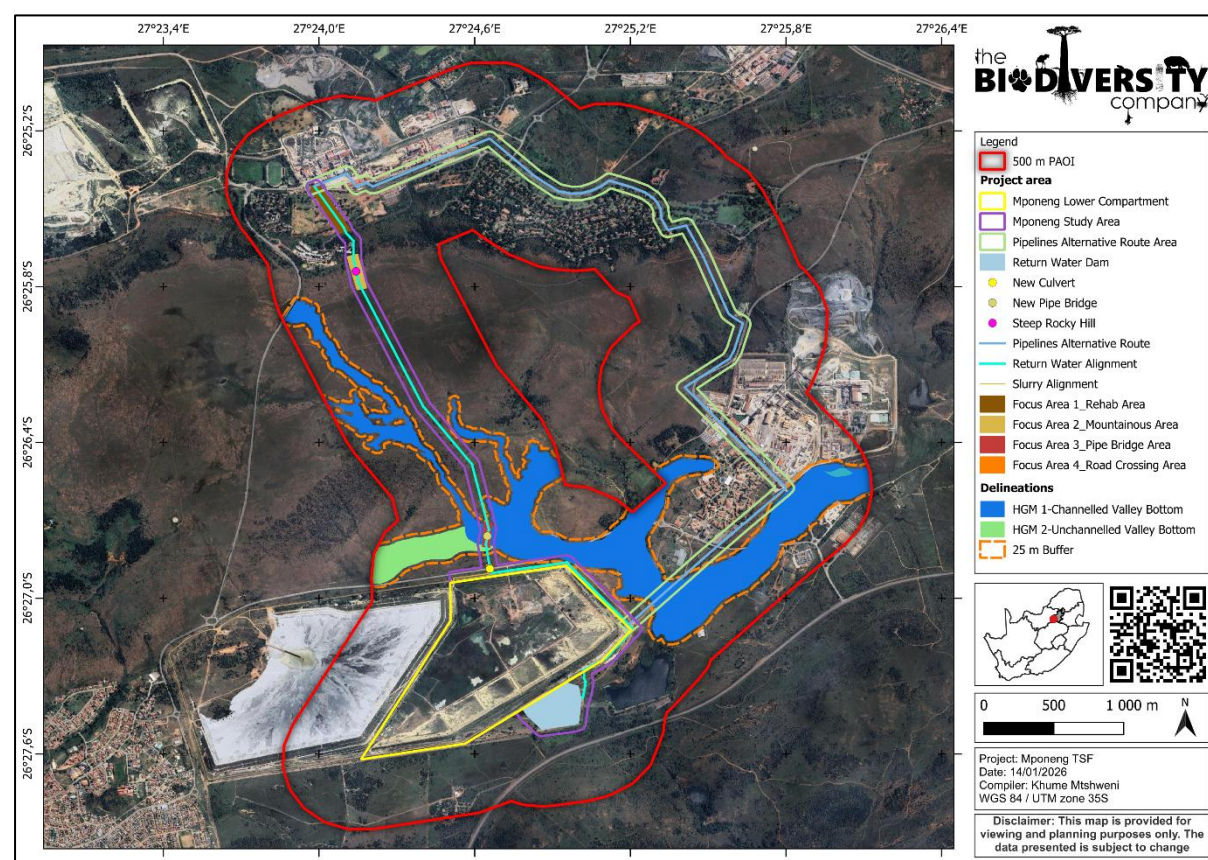 27°23,4'E 27°24,0'E 27°24,6'E 27°25,2'E 27°25,8'E 27°26,4'E
26°25,2'S
26°25,8'S
26°26,4'S
26°27,0'S
26°27,6'S
the
BIODIVERSITY
company
Legend
500 m PAOI
Project area
Mponeng Lower Compartment
Mponeng Study Area
Pipelines Alternative Route Area
Return Water Dam
New Culvert
New Pipe Bridge
Steep Rocky Hill
Pipelines Alternative Route
Return Water Alignment
Slurry Alignment
Focus Area 1_Rehab Area
Focus Area 2_Mountainous Area
Focus Area 3_Pipe Bridge Area
Focus Area 4_Road Crossing Area
Delineations
HGM 1-Channelled Valley Bottom
HGM 2-Unchannelled Valley Bottom
25 m Buffer
0 500 1 000 m
N
Project: Mponeng TSF
Date: 14/01/2026
Compiler: Khume Mtshweni
WGS 84 / UTM zone 35S
Disclaimer: This map is provided for
viewing and planning purposes only. The
data presented is subject to change